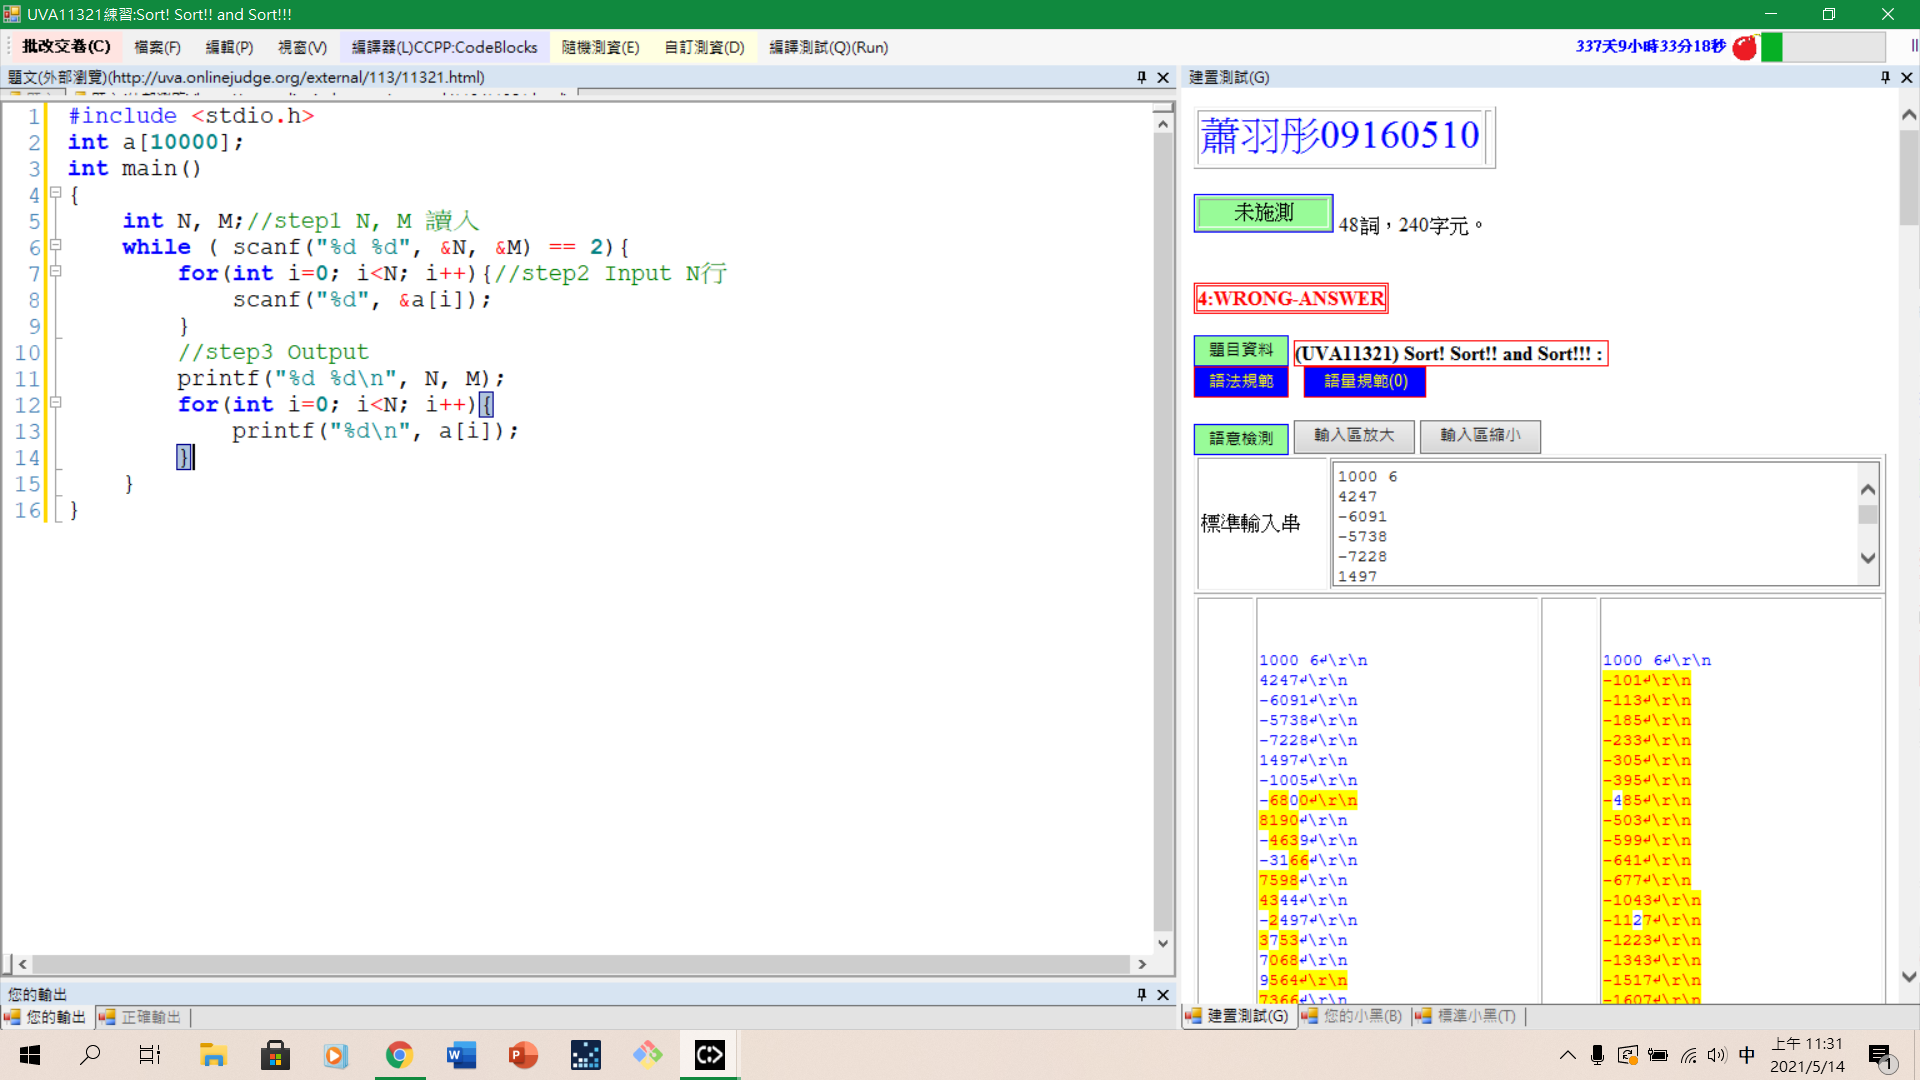 UVA11321練習:Sort! Sort!! and Sort!!!
批改交卷(C) 檔案(F) 編輯(P) 視窗(V) 編譯器(L)CCPP:CodeBlocks 隨機測資(E) 自訂測資(D) 編譯測試(Q)(Run) 337天9小時33分18秒
題文(外部瀏覽)(http://uva.onlinejudge.org/external/113/11321.html)
1 #include <stdio.h>
2 int a[10000];
3 int main()
4 {
5 int N, M;//step1 N, M 讀入
6 while ( scanf("%d %d", &N, &M) == 2){
7 for(int i=0; i<N; i++){//step2 Input N行
8 scanf("%d", &a[i]);
9 }
10 //step3 Output
11 printf("%d %d\n", N, M);
12 for(int i=0; i<N; i++){
13 printf("%d\n", a[i]);
14 }
15 }
16 }
您的輸出
您的輸出 正確輸出
建置測試(G)
蕭羽彤09160510
未施測 48詞，240字元。
4:WRONG-ANSWER
題目資料 (UVA11321) Sort! Sort!! and Sort!!! :
語法規範 語量規範(0)
語意檢測 輸入區放大 輸入區縮小
標準輸入串
1000 6
4247
-6091
-5738
-7228
1497
1000 6↵\r\n
4247↵\r\n
-6091↵\r\n
-5738↵\r\n
-7228↵\r\n
1497↵\r\n
-1005↵\r\n
-6800↵\r\n
8190↵\r\n
-4639↵\r\n
-3166↵\r\n
7598↵\r\n
4344↵\r\n
-2497↵\r\n
3753↵\r\n
7068↵\r\n
9564↵\r\n
7366↵\r\n
1000 6↵\r\n
-101↵\r\n
-113↵\r\n
-185↵\r\n
-233↵\r\n
-305↵\r\n
-395↵\r\n
-485↵\r\n
-503↵\r\n
-599↵\r\n
-641↵\r\n
-677↵\r\n
-1043↵\r\n
-1127↵\r\n
-1223↵\r\n
-1343↵\r\n
-1517↵\r\n
-1607↵\r\n
建置測試(G) 您的小黑(B) 標準小黑(T)
中
上午 11:31
2021/5/14
1